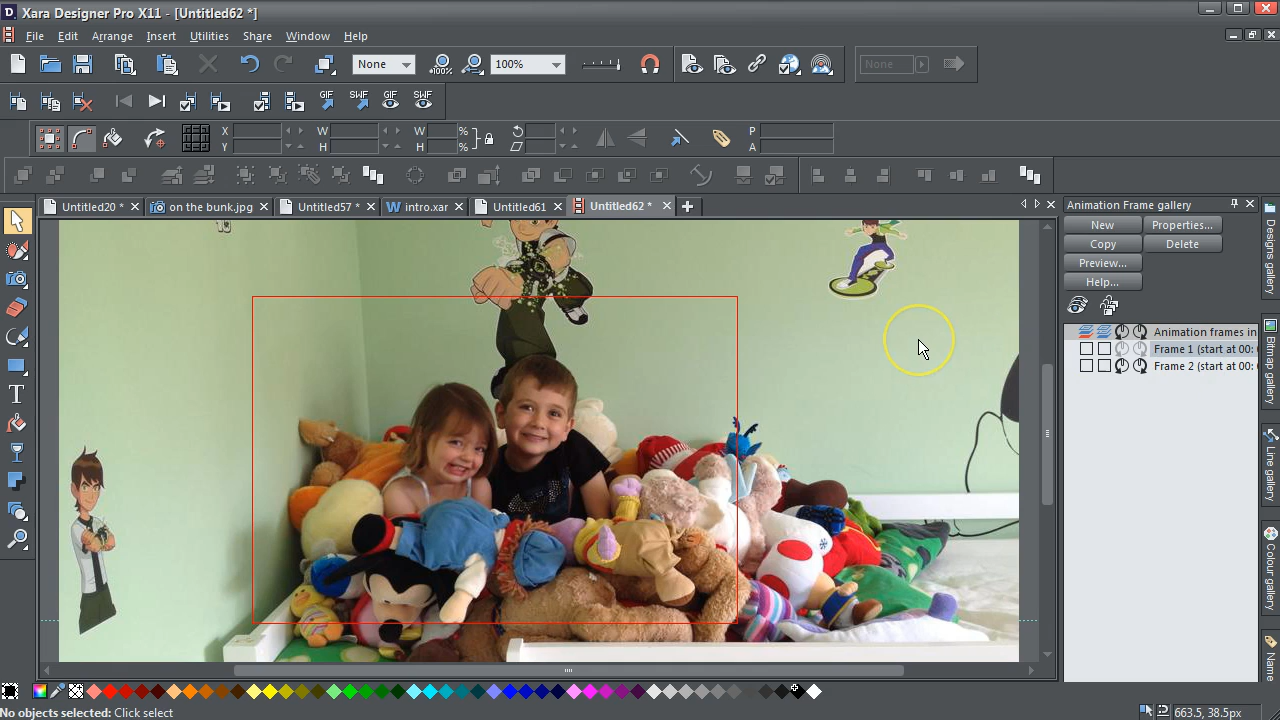 Xara Designer Pro X11 - [Untitled62 *]
File Edit Arrange Insert Utilities Share Window Help
None 100% None
GIF SWF GIF SWF
X W W %
Y H H %
P
A
Untitled20 * on the bunk.jpg Untitled57 * intro.xar Untitled61 Untitled62 *
Animation Frame gallery
New Properties...
Copy Delete
Preview...
Help...
Animation frames in
Frame 1 (start at 00:
Frame 2 (start at 00:
Designs gallery
Bitmap gallery
Line gallery
Colour gallery
Name
No objects selected: Click select
663.5, 38.5px